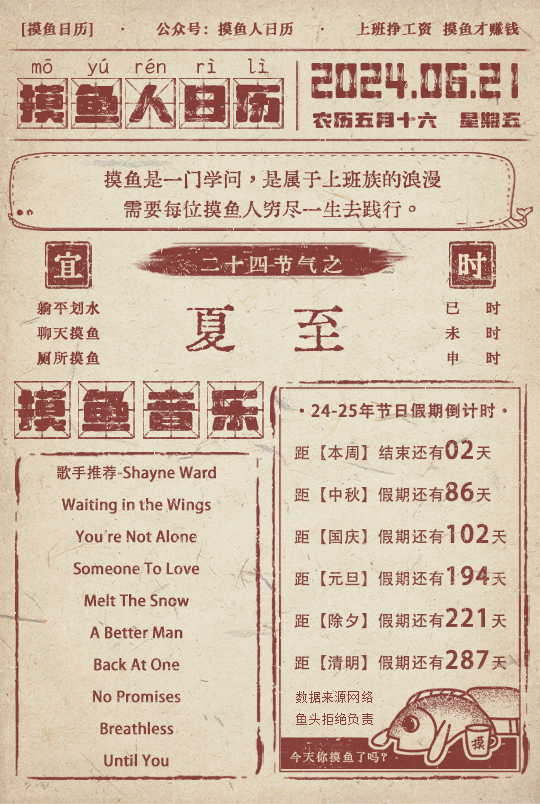 [摸鱼日历] · 公众号：摸鱼人日历 · 上班挣工资 摸鱼才赚钱
mō yú rén rì lì
摸鱼人日历
2024.06.21
农历五月十六 星期五
摸鱼是一门学问，是属于上班族的浪漫
需要每位摸鱼人穷尽一生去践行。
宜
躺平划水
聊天摸鱼
厕所摸鱼
二十四节气之
夏至
时
巳时
未时
申时
摸鱼音乐
歌手推荐-Shayne Ward
Waiting in the Wings
You're Not Alone
Someone To Love
Melt The Snow
A Better Man
Back At One
No Promises
Breathless
Until You
·24-25年节日假期倒计时·
距【本周】结束还有02天
距【中秋】假期还有86天
距【国庆】假期还有102天
距【元旦】假期还有194天
距【除夕】假期还有221天
距【清明】假期还有287天
数据来源网络
鱼头拒绝负责
摸
今天你摸鱼了吗？